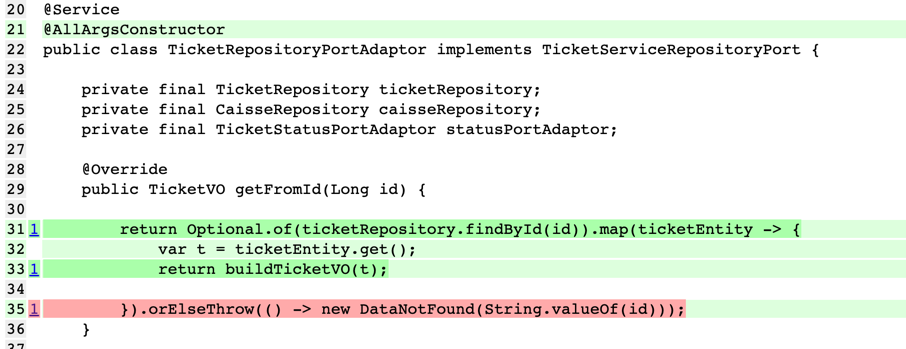 20 @Service
21 @AllArgsConstructor
22 public class TicketRepositoryPortAdaptor implements TicketServiceRepositoryPort {
23
24     private final TicketRepository ticketRepository;
25     private final CaisseRepository caisseRepository;
26     private final TicketStatusPortAdaptor statusPortAdaptor;
27
28     @Override
29     public TicketVO getFromId(Long id) {
30
31 1         return Optional.of(ticketRepository.findById(id)).map(ticketEntity -> {
32             var t = ticketEntity.get();
33 1             return buildTicketVO(t);
34
35 1         }).orElseThrow(() -> new DataNotFound(String.valueOf(id)));
36     }
37